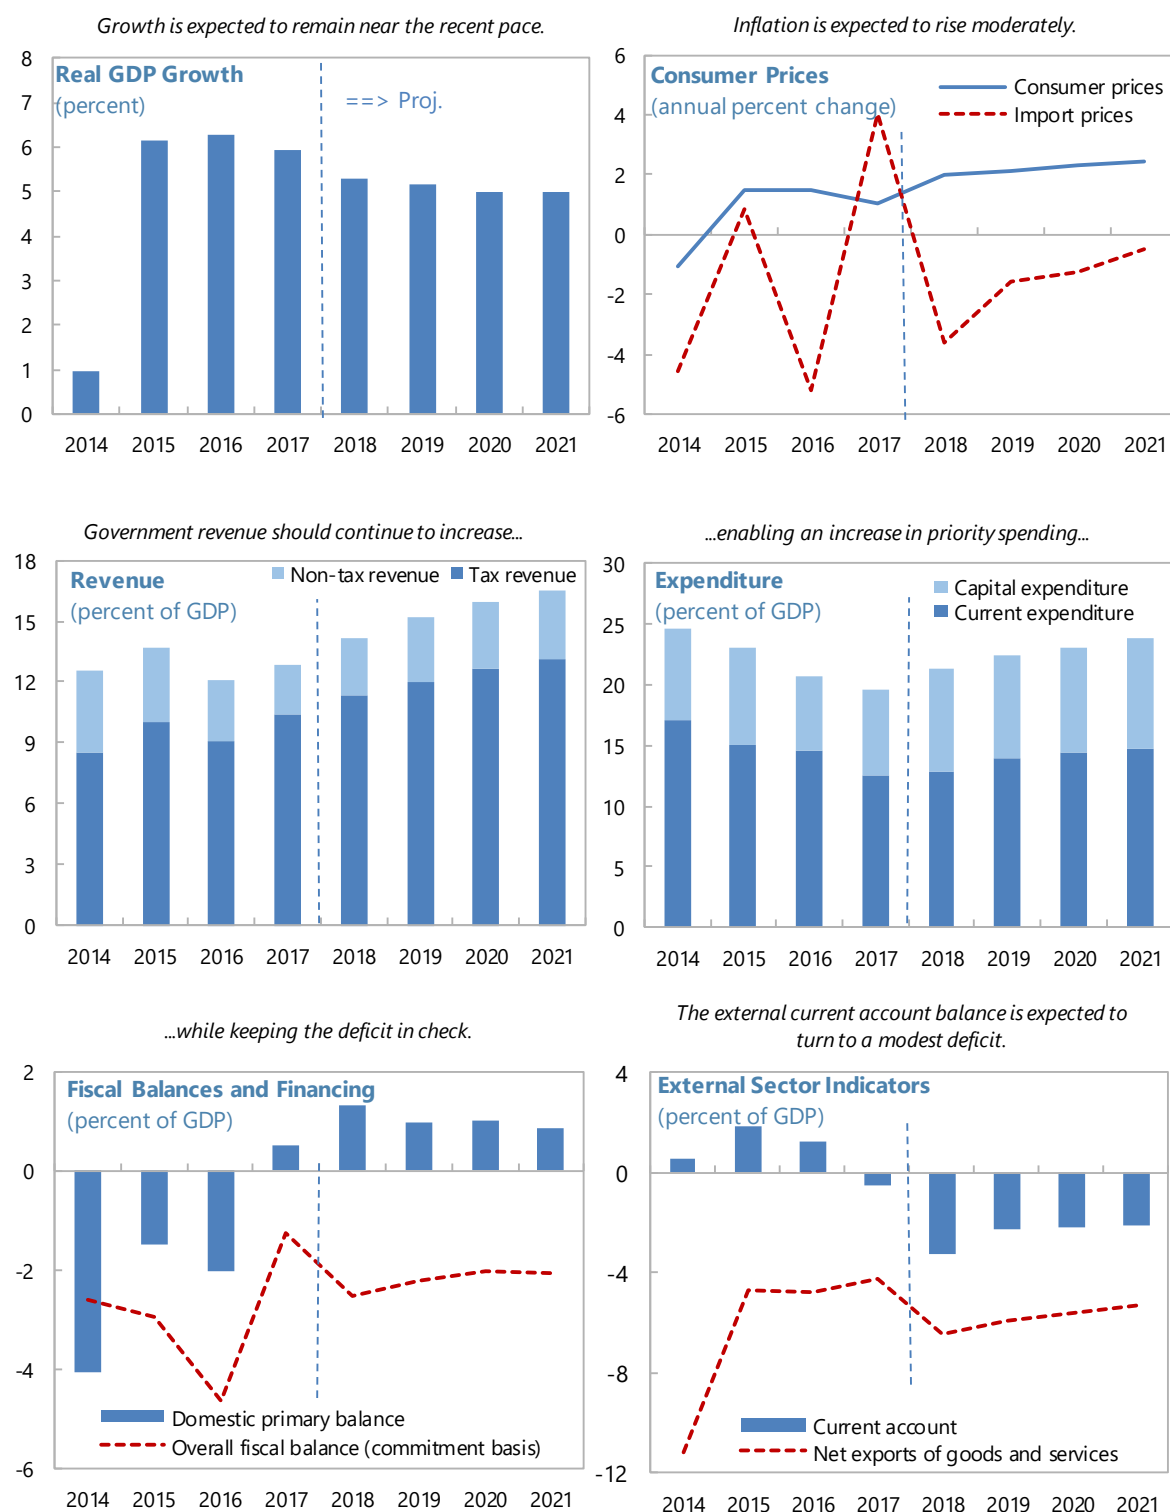 Growth is expected to remain near the recent pace.
Real GDP Growth
(percent)
==> Proj.
8
7
6
5
4
3
2
1
0
2014 2015 2016 2017 2018 2019 2020 2021
Inflation is expected to rise moderately.
Consumer Prices
(annual percent change)
Consumer prices
Import prices
6
4
2
0
-2
-4
-6
2014 2015 2016 2017 2018 2019 2020 2021
Government revenue should continue to increase...
Revenue
(percent of GDP)
Non-tax revenue
Tax revenue
18
15
12
9
6
3
0
2014 2015 2016 2017 2018 2019 2020 2021
...enabling an increase in priority spending...
Expenditure
(percent of GDP)
Capital expenditure
Current expenditure
30
25
20
15
10
5
0
2014 2015 2016 2017 2018 2019 2020 2021
...while keeping the deficit in check.
Fiscal Balances and Financing
(percent of GDP)
2
0
-2
-4
-6
Domestic primary balance
Overall fiscal balance (commitment basis)
2014 2015 2016 2017 2018 2019 2020 2021
The external current account balance is expected to
turn to a modest deficit.
External Sector Indicators
(percent of GDP)
4
0
-4
-8
-12
Current account
Net exports of goods and services
2014 2015 2016 2017 2018 2019 2020 2021